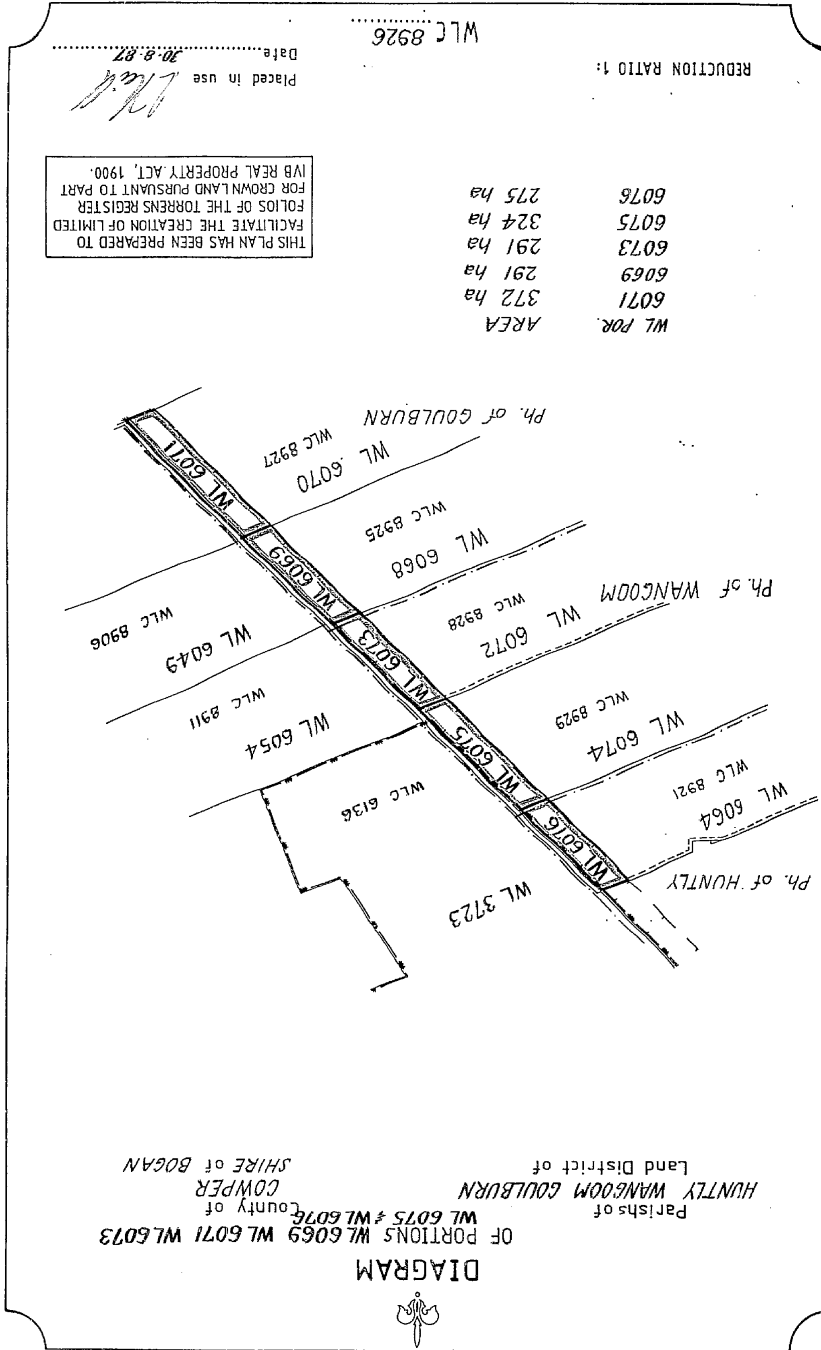 DIAGRAM
OF PORTIONS WL 6069 WL 6071 WL 6073
WL 6075 & WL 6076
Parishs of
HUNTLY WANGOOM GOULBURN
Land District of
County of
COWPER
SHIRE of BOGAN
WL 3723
Ph. of HUNTLY
WL 6076
WL 6064
WLC 8921
WLC 6136
WL 6075
WL 6074
WLC 8929
WL 6054
WLC 8911
WL 6073
WL 6072
WLC 8928
Ph. of WANGOOM
WL 6049
WLC 8906
WL 6069
WL 6068
WLC 8925
WL 6071
WL 6070
WLC 8927
Ph. of GOULBURN
WL POR. AREA
6071 372 ha
6069 291 ha
6073 291 ha
6075 324 ha
6076 275 ha
THIS PLAN HAS BEEN PREPARED TO
FACILITATE THE CREATION OF LIMITED
FOLIOS OF THE TORRENS REGISTER
FOR CROWN LAND PURSUANT TO PART
IVB REAL PROPERTY ACT, 1900.
REDUCTION RATIO 1:
Placed in use
Date 30·8·87
WLC 8926